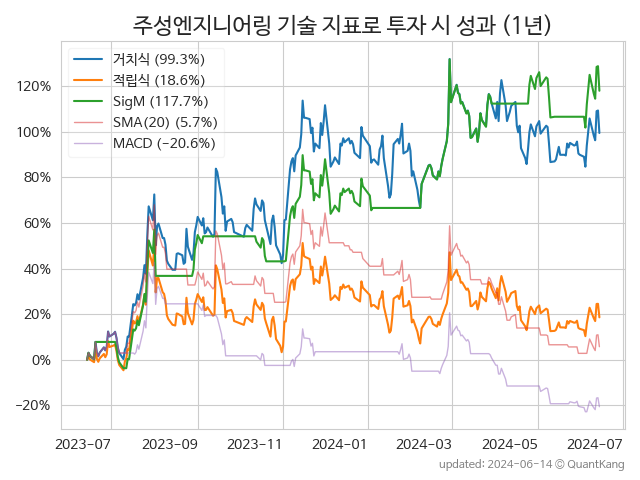 주성엔지니어링 기술 지표로 투자 시 성과 (1년)
거치식 (99.3%)
적립식 (18.6%)
SigM (117.7%)
SMA(20) (5.7%)
MACD (−20.6%)
120%
100%
80%
60%
40%
20%
0%
−20%
2023-07 2023-09 2023-11 2024-01 2024-03 2024-05 2024-07
updated: 2024-06-14 © QuantKang